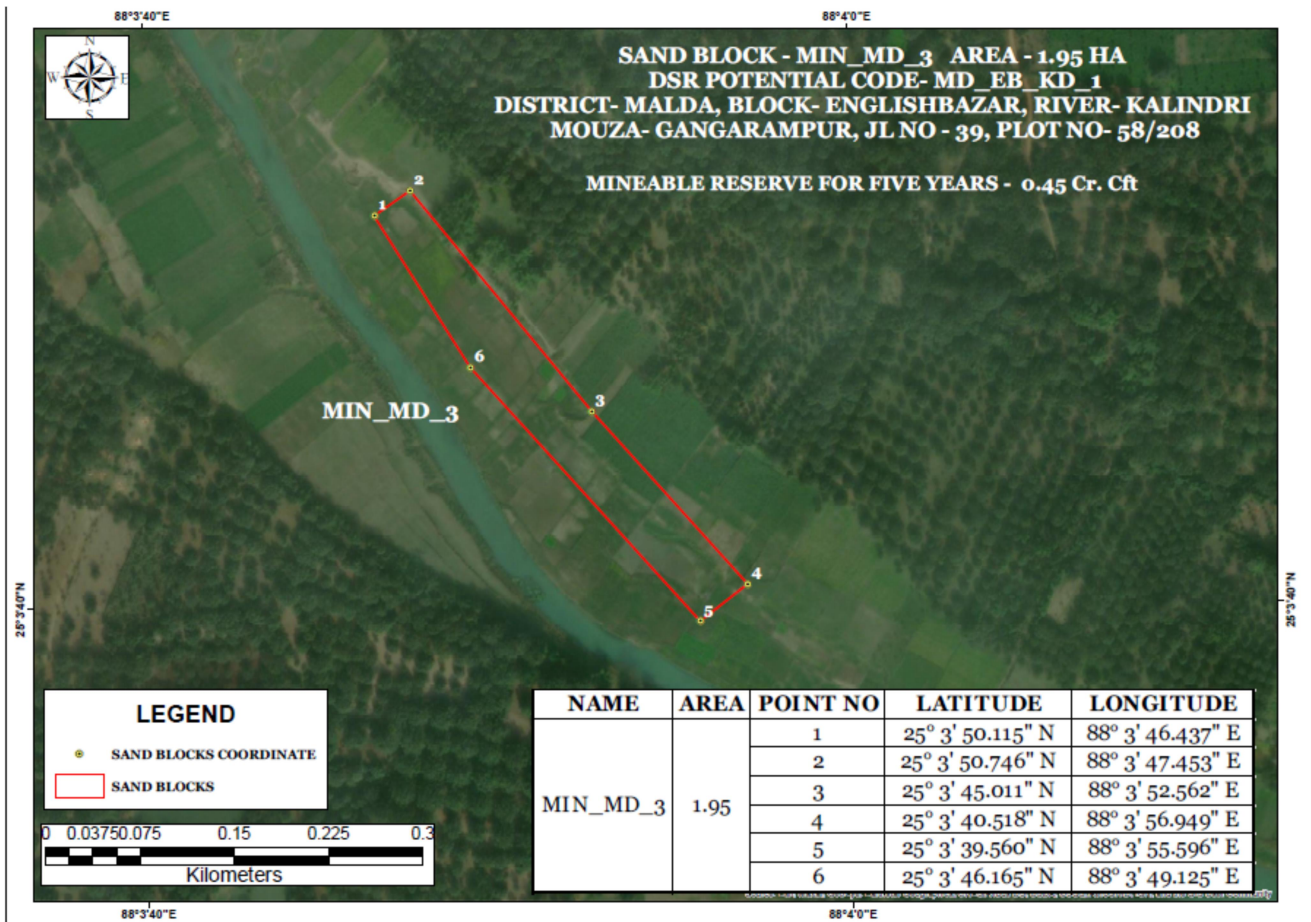 88°3'40"E 88°4'0"E
N
W E
S
SAND BLOCK - MIN_MD_3 AREA - 1.95 HA
DSR POTENTIAL CODE- MD_EB_KD_1
DISTRICT- MALDA, BLOCK- ENGLISHBAZAR, RIVER- KALINDRI
MOUZA- GANGARAMPUR, JL NO - 39, PLOT NO- 58/208
MINEABLE RESERVE FOR FIVE YEARS - 0.45 Cr. Cft
2
1
6
3
MIN_MD_3
4
5
25°3'40"N 25°3'40"N
LEGEND
SAND BLOCKS COORDINATE
SAND BLOCKS
0 0.0375 0.075 0.15 0.225 0.3
Kilometers
NAME AREA POINT NO LATITUDE LONGITUDE
MIN_MD_3 1.95
1 25° 3' 50.115" N 88° 3' 46.437" E
2 25° 3' 50.746" N 88° 3' 47.453" E
3 25° 3' 45.011" N 88° 3' 52.562" E
4 25° 3' 40.518" N 88° 3' 56.949" E
5 25° 3' 39.560" N 88° 3' 55.596" E
6 25° 3' 46.165" N 88° 3' 49.125" E
88°3'40"E 88°4'0"E